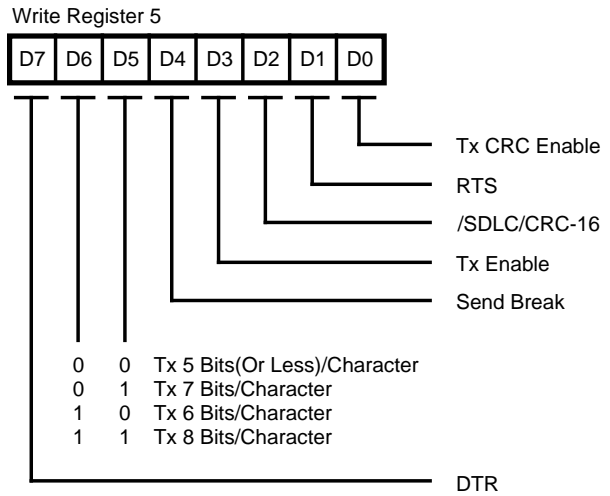 Write Register 5
D7 D6 D5 D4 D3 D2 D1 D0
Tx CRC Enable
RTS
/SDLC/CRC-16
Tx Enable
Send Break
0 0 Tx 5 Bits(Or Less)/Character
0 1 Tx 7 Bits/Character
1 0 Tx 6 Bits/Character
1 1 Tx 8 Bits/Character
DTR